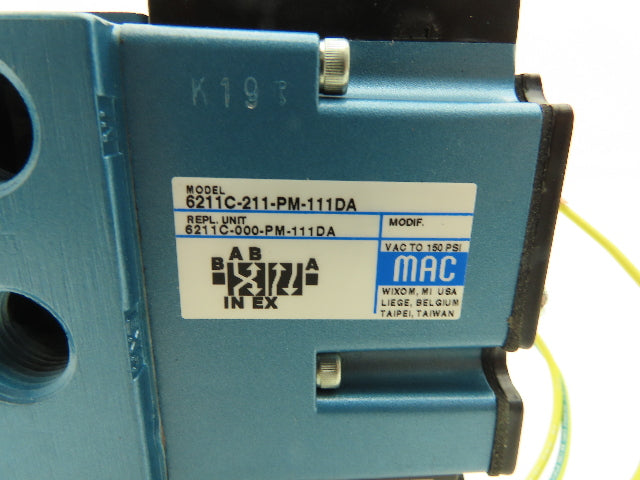 K19
MODEL
6211C-211-PM-111DA
REPL. UNIT MODIF.
6211C-000-PM-111DA
VAC TO 150 PSI
A B
B A
MAC
IN EX
WIXOM, MI USA
LIEGE, BELGIUM
TAIPEI, TAIWAN